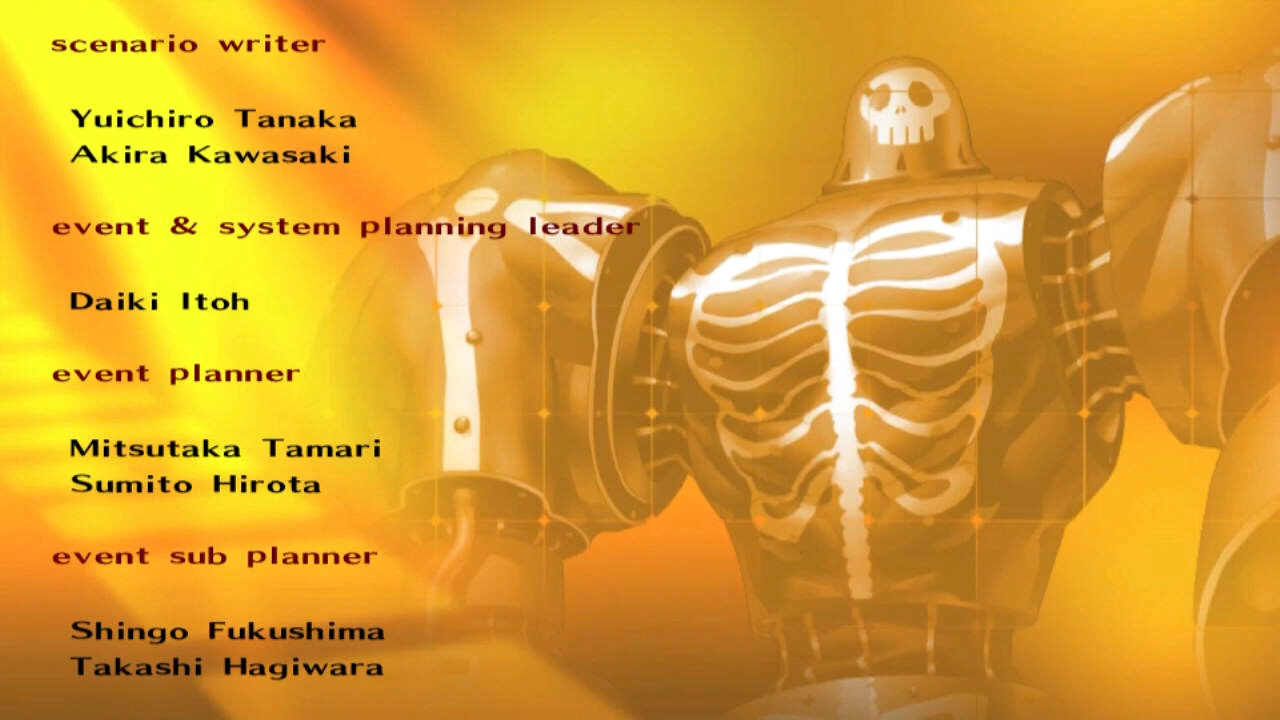 scenario writer
Yuichiro Tanaka
Akira Kawasaki
event & system planning leader
Daiki Itoh
event planner
Mitsutaka Tamari
Sumito Hirota
event sub planner
Shingo Fukushima
Takashi Hagiwara